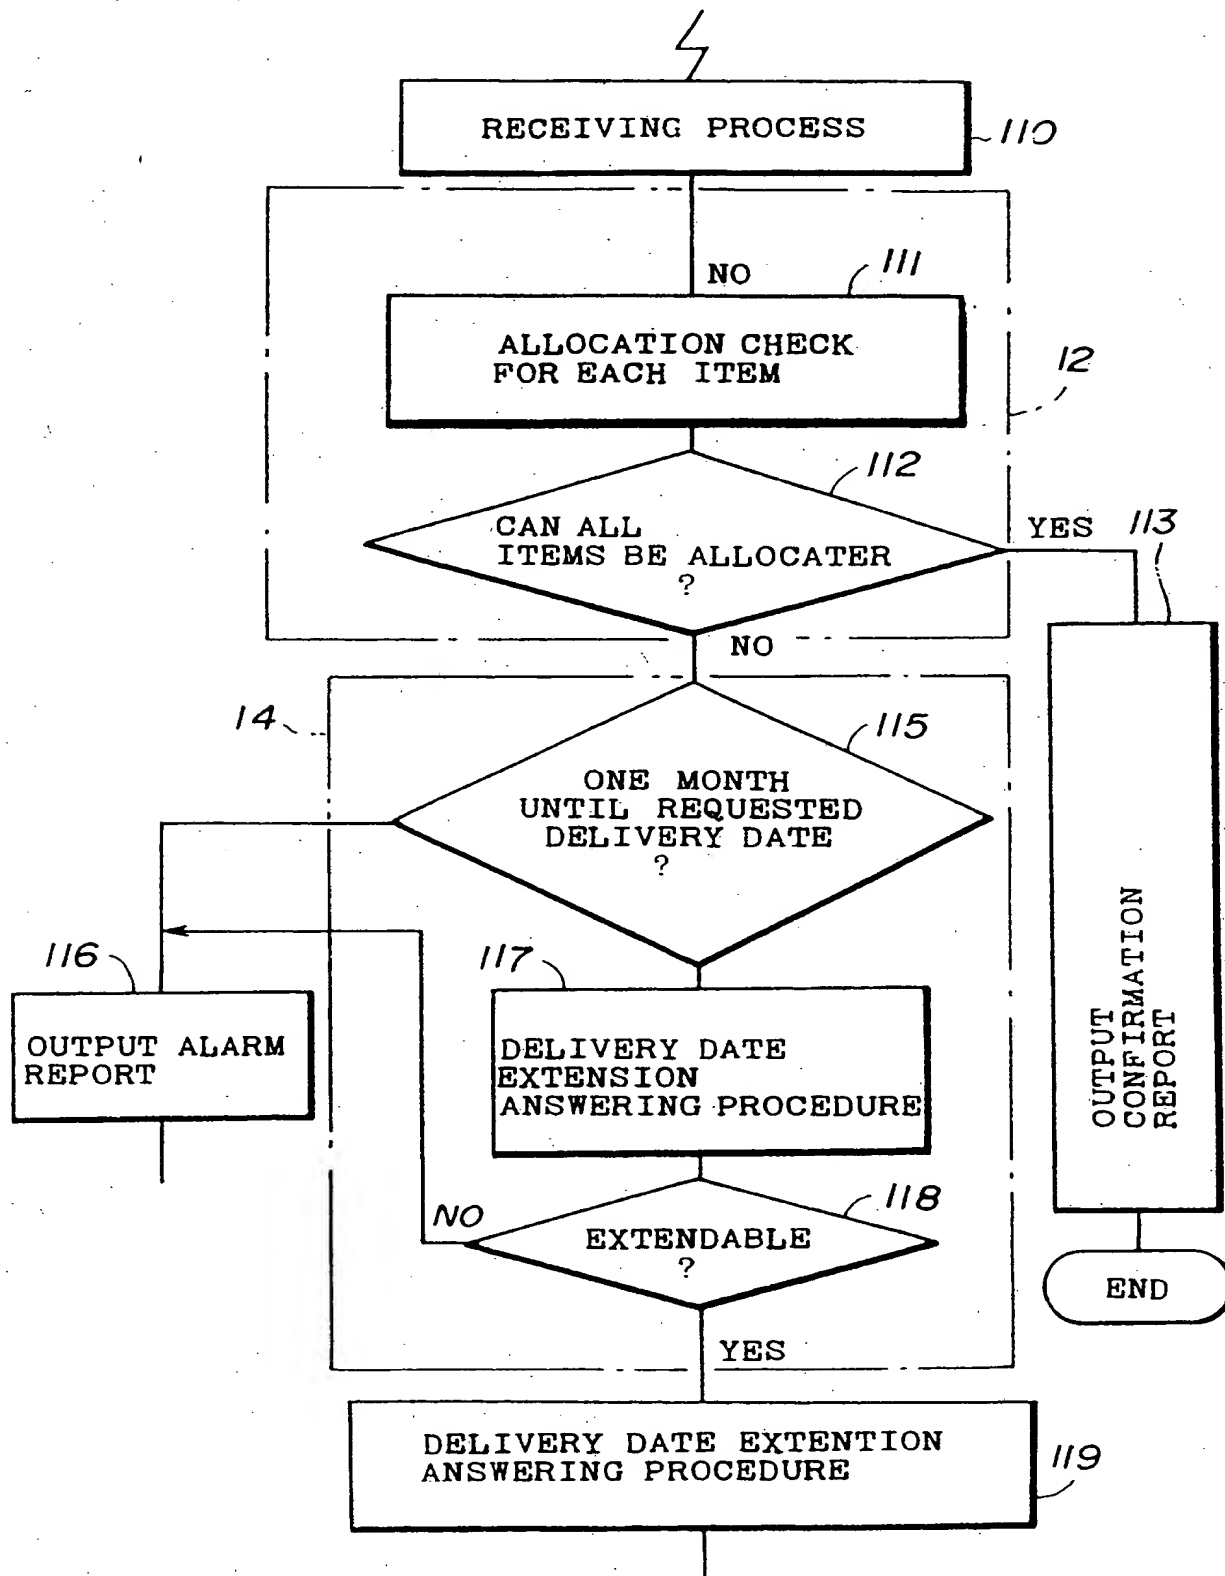 RECEIVING PROCESS
110
NO
111
ALLOCATION CHECK
FOR EACH ITEM
12
112
CAN ALL
ITEMS BE ALLOCATER
?
YES
113
NO
14
115
ONE MONTH
UNTIL REQUESTED
DELIVERY DATE
?
116
OUTPUT ALARM
REPORT
117
DELIVERY DATE
EXTENSION
ANSWERING PROCEDURE
OUTPUT
CONFIRMATION
REPORT
NO
118
EXTENDABLE
?
END
YES
DELIVERY DATE EXTENTION
ANSWERING PROCEDURE
119